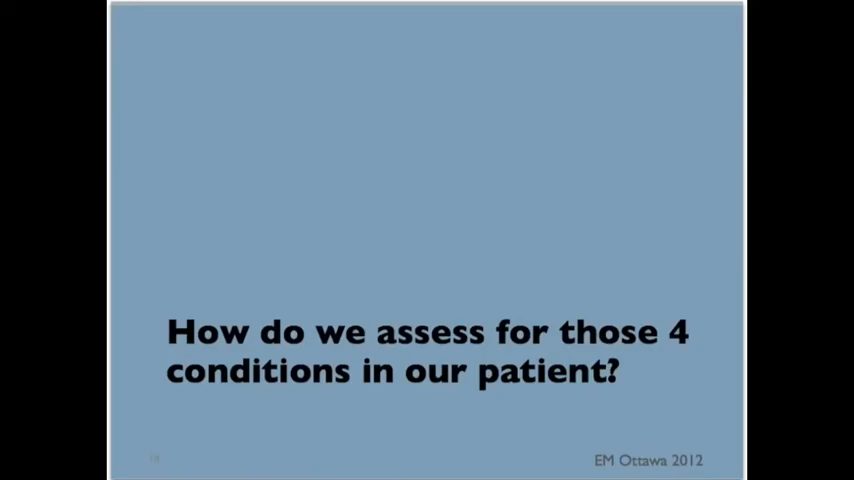 How do we assess for those 4
conditions in our patient?
EM Ottawa 2012